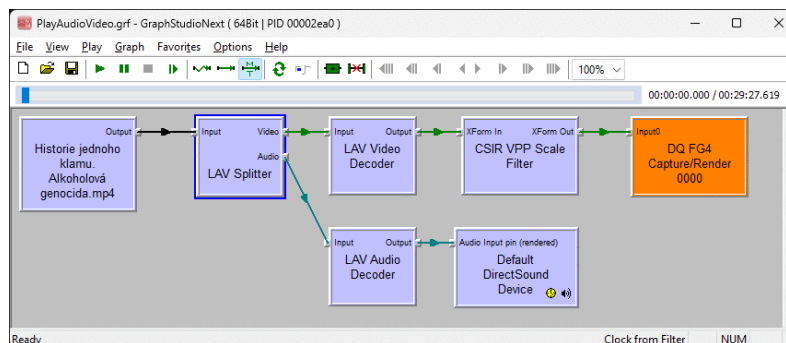 PlayAudioVideo.grf - GraphStudioNext ( 64Bit | PID 00002ea0 )
File View Play Graph Favorites Options Help
100%
00:00:00.000 / 00:29:27.619
Output
Historie jednoho
klamu.
Alkoholová
genocida.mp4
Input Video
Audio
LAV Splitter
Input Output
LAV Video
Decoder
XForm In XForm Out
CSIR VPP Scale
Filter
Input0
DQ FG4
Capture/Render
0000
Input Output
LAV Audio
Decoder
Audio Input pin (rendered)
Default
DirectSound
Device
Ready Clock from Filter NUM